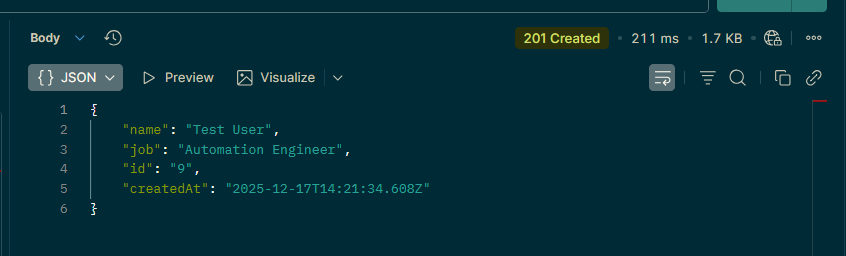 Body 201 Created • 211 ms • 1.7 KB •
{} JSON Preview Visualize
1 {
2 "name": "Test User",
3 "job": "Automation Engineer",
4 "id": "9",
5 "createdAt": "2025-12-17T14:21:34.608Z"
6 }